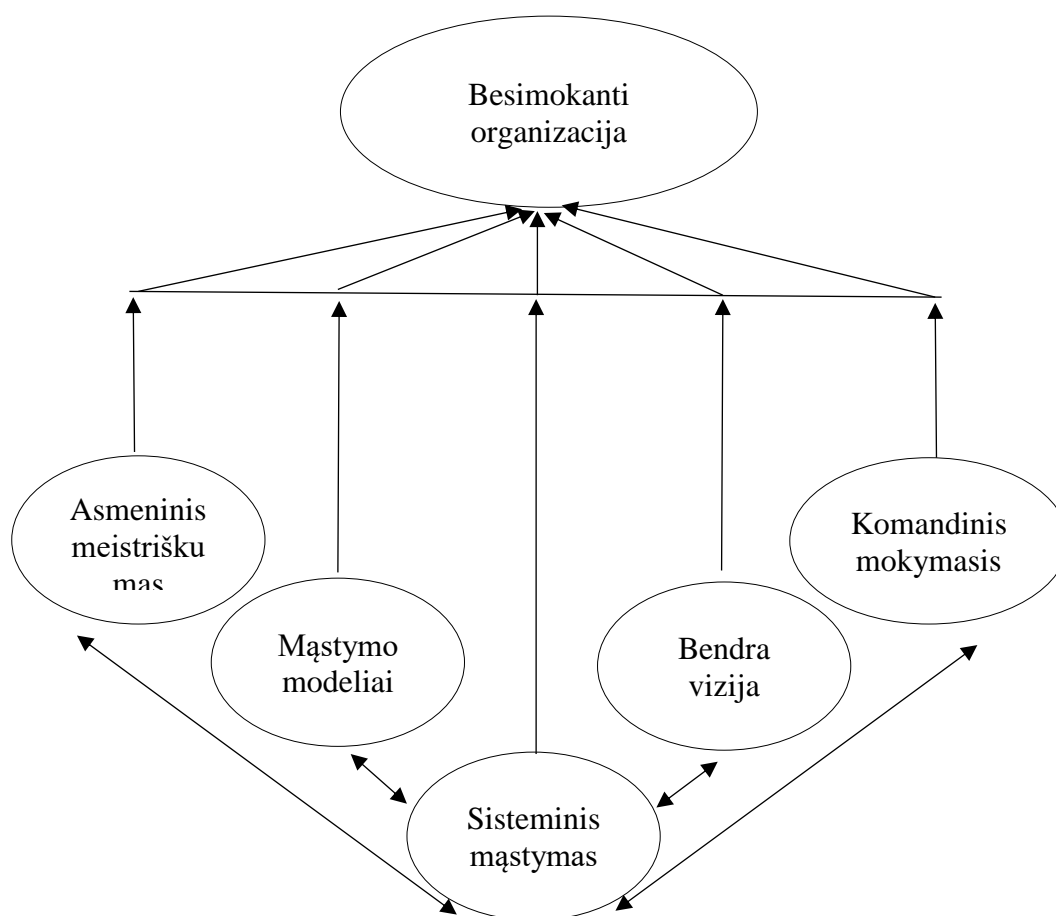 Besimokanti
organizacija
Asmeninis
meistrišku
mas
Komandinis
mokymasis
Mąstymo
modeliai
Bendra
vizija
Sisteminis
mąstymas